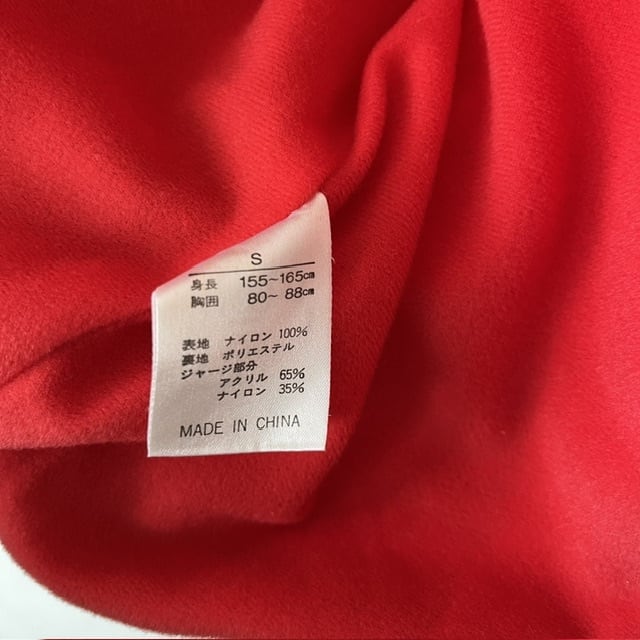 S
身長 155~165cm
胸囲 80~ 88cm
表地 ナイロン 100%
裏地 ポリエステル
ジャージ部分
アクリル 65%
ナイロン 35%
MADE IN CHINA